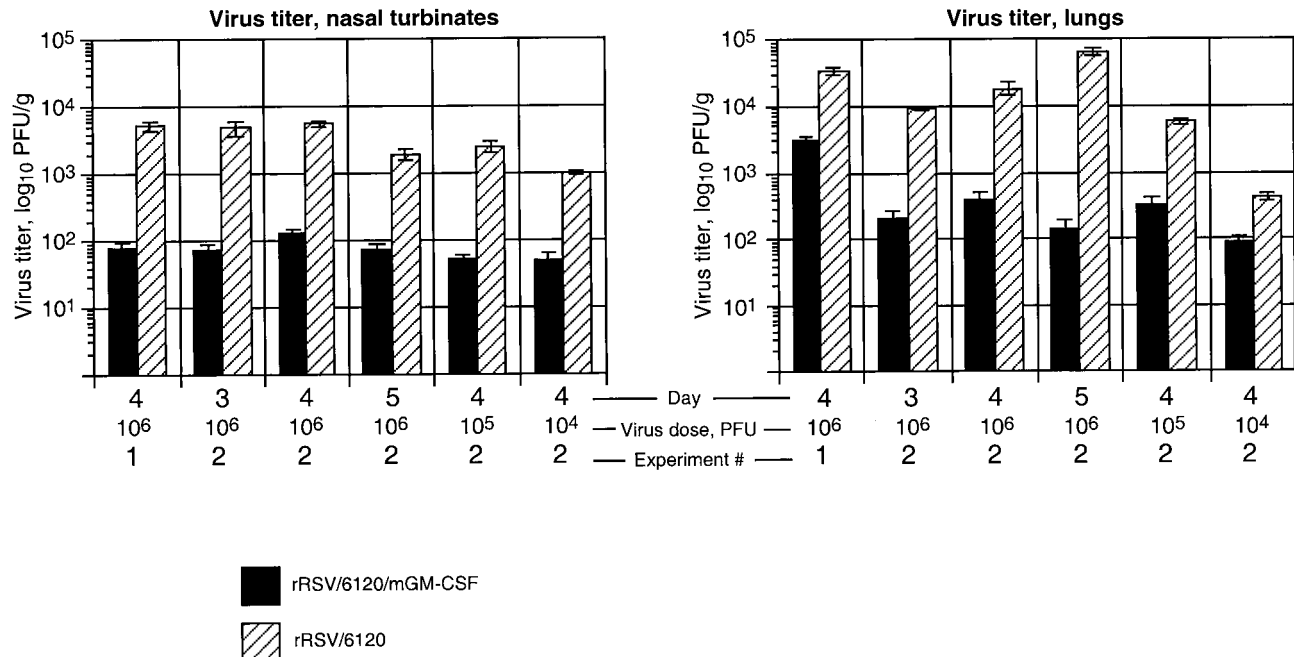 Virus titer, nasal turbinates
Virus titer, log₁₀ PFU/g
10⁵
10⁴
10³
10²
10¹
Virus titer, lungs
Virus titer, log₁₀ PFU/g
10⁵
10⁴
10³
10²
10¹
4 3 4 5 4 4 Day 4 3 4 5 4 4
10⁶ 10⁶ 10⁶ 10⁶ 10⁵ 10⁴ Virus dose, PFU 10⁶ 10⁶ 10⁶ 10⁶ 10⁵ 10⁴
1 2 2 2 2 2 Experiment # 1 2 2 2 2 2
rRSV/6120/mGM-CSF
rRSV/6120